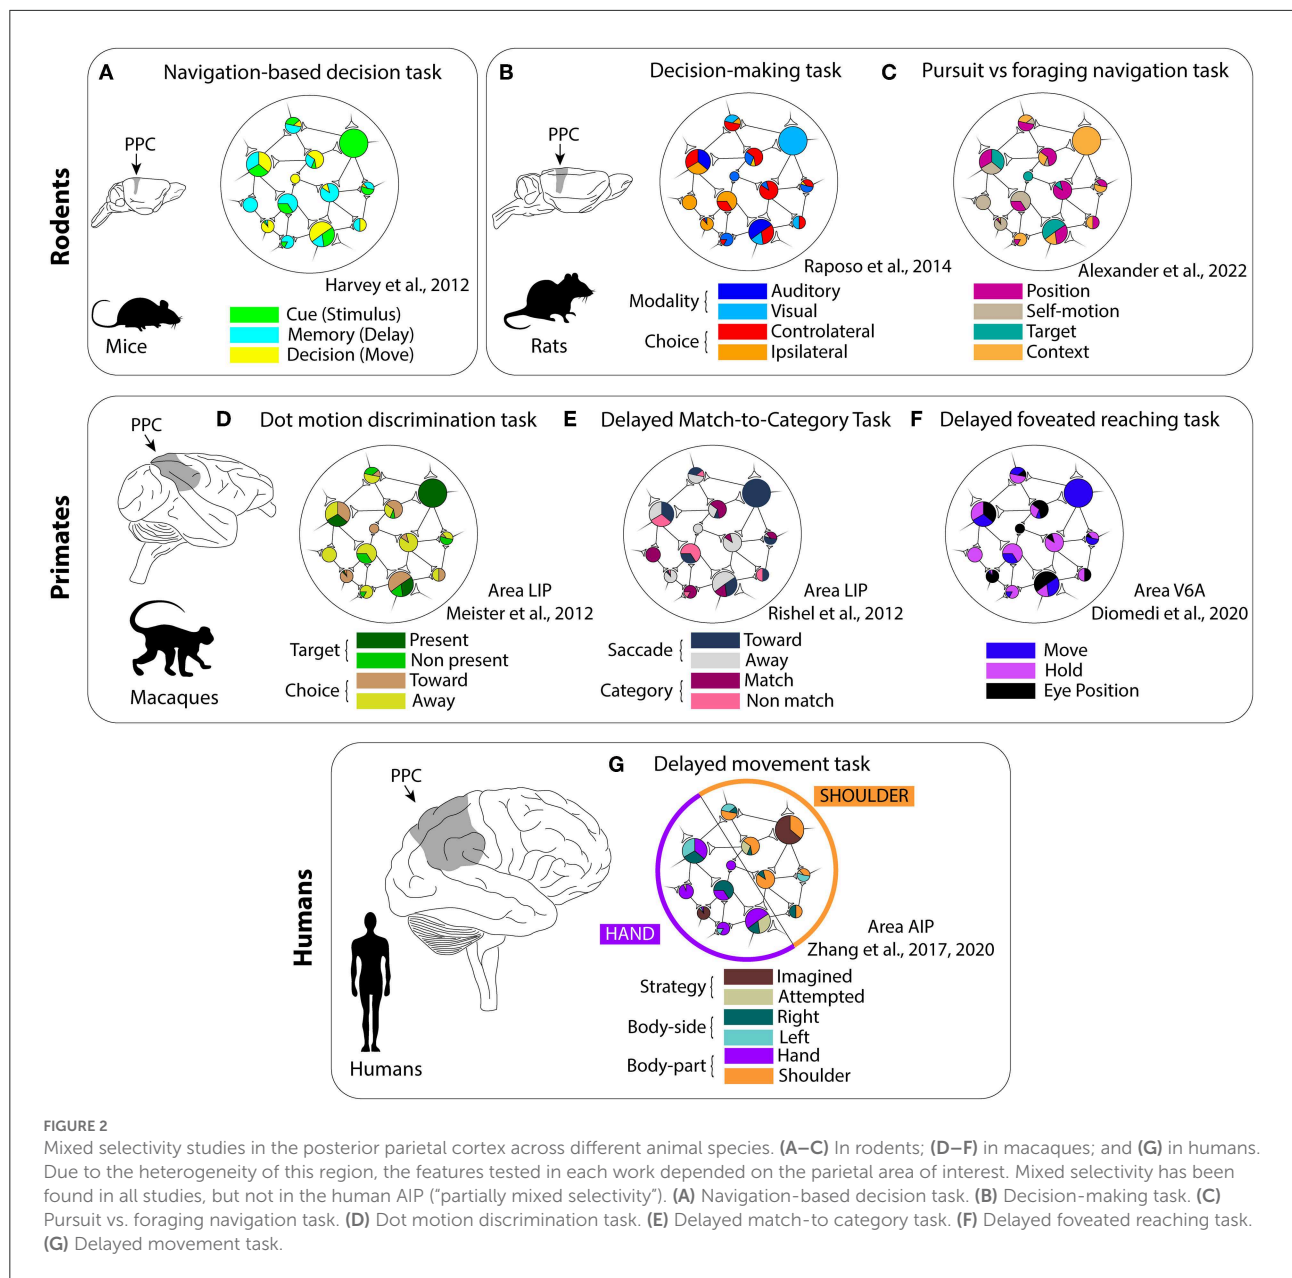 Rodents
A Navigation-based decision task
PPC
Harvey et al., 2012
Mice
Cue (Stimulus)
Memory (Delay)
Decision (Move)
B Decision-making task
PPC
Raposo et al., 2014
Rats
Modality { Auditory
Visual
Choice { Controlateral
Ipsilateral
C Pursuit vs foraging navigation task
Alexander et al., 2022
Position
Self-motion
Target
Context
Primates
PPC
Macaques
D Dot motion discrimination task
Area LIP
Meister et al., 2012
Target { Present
Non present
Choice { Toward
Away
E Delayed Match-to-Category Task
Area LIP
Rishel et al., 2012
Saccade { Toward
Away
Category { Match
Non match
F Delayed foveated reaching task
Area V6A
Diomedi et al., 2020
Move
Hold
Eye Position
Humans
PPC
Humans
G Delayed movement task
SHOULDER
HAND
Area AIP
Zhang et al., 2017, 2020
Strategy { Imagined
Attempted
Body-side { Right
Left
Body-part { Hand
Shoulder
FIGURE 2
Mixed selectivity studies in the posterior parietal cortex across different animal species. (A–C) In rodents; (D–F) in macaques; and (G) in humans.
Due to the heterogeneity of this region, the features tested in each work depended on the parietal area of interest. Mixed selectivity has been
found in all studies, but not in the human AIP (“partially mixed selectivity”). (A) Navigation-based decision task. (B) Decision-making task. (C)
Pursuit vs. foraging navigation task. (D) Dot motion discrimination task. (E) Delayed match-to category task. (F) Delayed foveated reaching task.
(G) Delayed movement task.